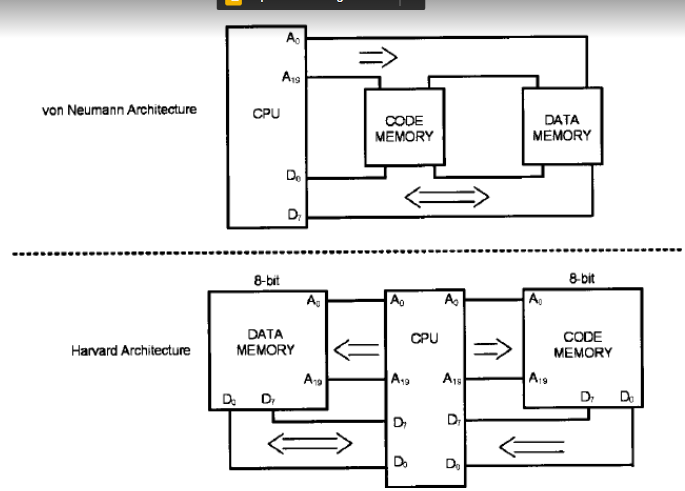 A0
A19
von Neumann Architecture
CPU
CODE
MEMORY
DATA
MEMORY
D0
D7
8-bit
8-bit
A0
A0
A0
A0
DATA
MEMORY
CPU
CODE
MEMORY
Harvard Architecture
A19
A19
A19
A19
D0
D7
D7
D0
D7
D7
D0
D0